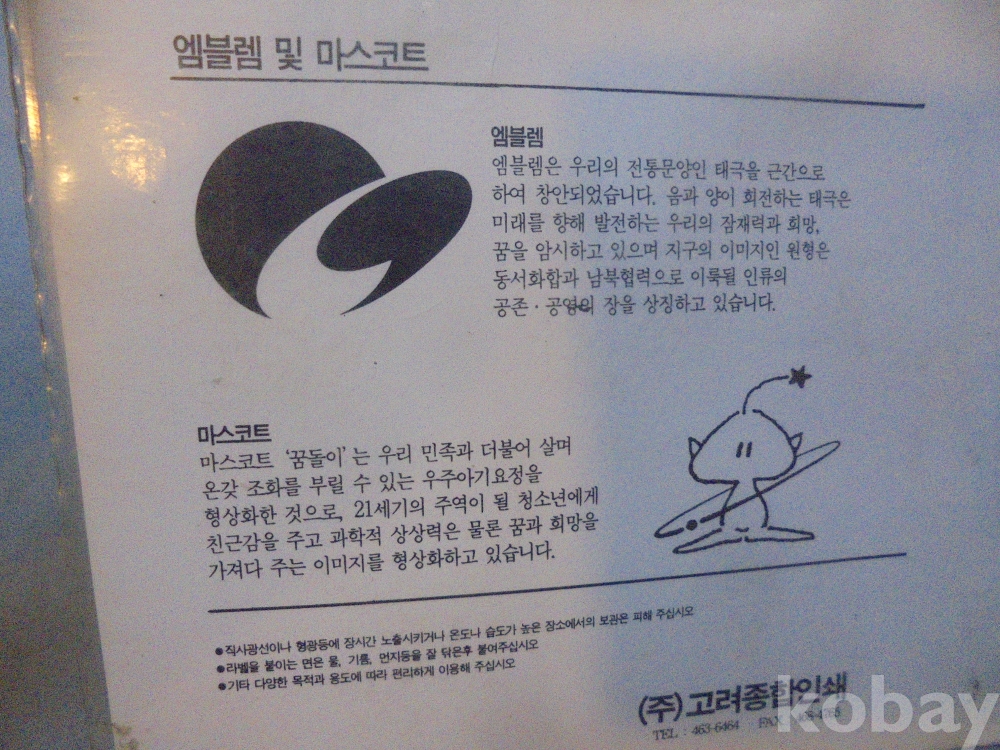 엠블렘 및 마스코트
엠블렘
엠블렘은 우리의 전통문양인 태극을 근간으로
하여 창안되었습니다. 음과 양이 회전하는 태극은
미래를 향해 발전하는 우리의 잠재력과 희망,
꿈을 암시하고 있으며 지구의 이미지인 원형은
동서화합과 남북협력으로 이룩될 인류의
공존 · 공영의 장을 상징하고 있습니다.
마스코트
마스코트 '꿈돌이'는 우리 민족과 더불어 살며
온갖 조화를 부릴 수 있는 우주아기요정을
형상화한 것으로, 21세기의 주역이 될 청소년에게
친근감을 주고 과학적 상상력은 물론 꿈과 희망을
가져다 주는 이미지를 형상화하고 있습니다.
●직사광선이나 형광등에 장시간 노출시키거나 온도나 습도가 높은 장소에서의 보관은 피해 주십시오
●라벨을 붙이는 면은 물, 기름, 먼지등을 잘 닦은후 붙여주십시오
●기타 다양한 목적과 용도에 따라 편리하게 이용해 주십시오
(주)고려종합인쇄
TEL : 463-6464 FAX
kobay